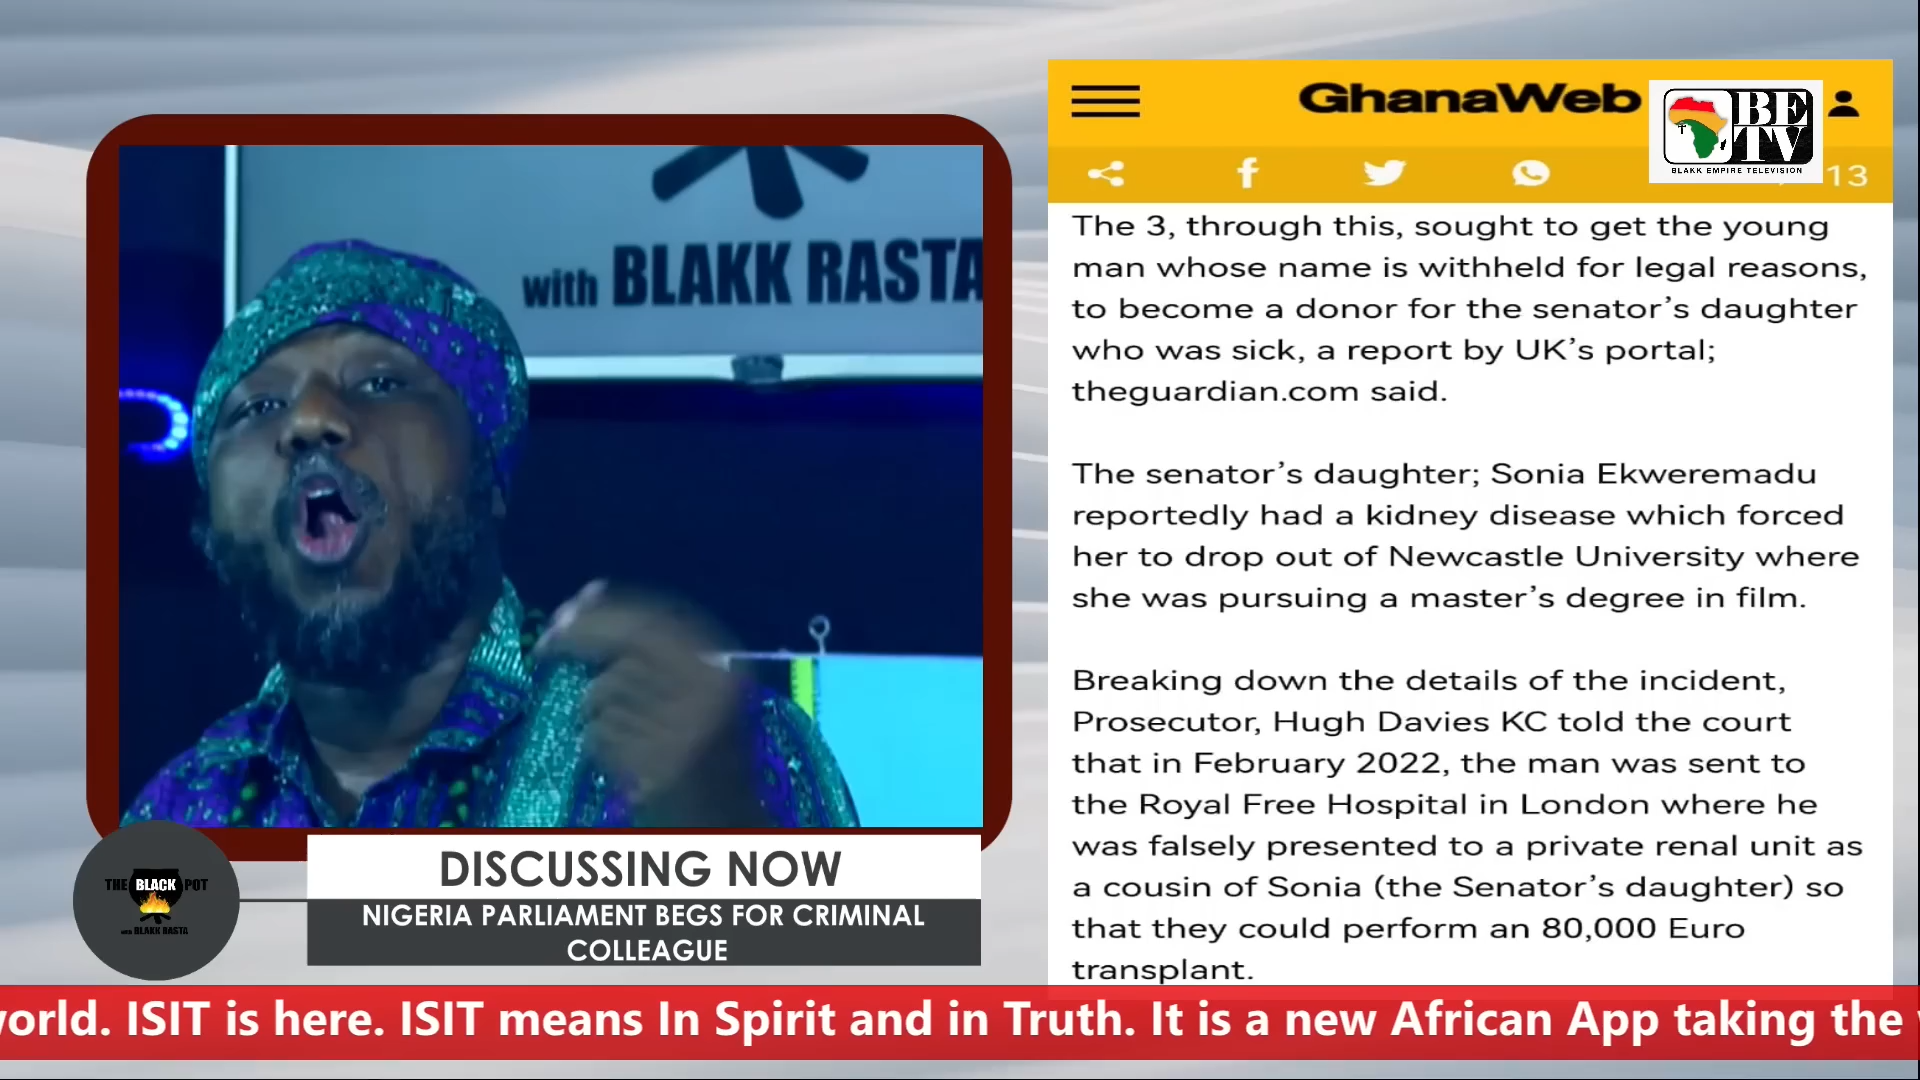 with BLAKK RASTA
GhanaWeb
BE
TV
BLAKK EMPIRE TELEVISION
13
The 3, through this, sought to get the young
man whose name is withheld for legal reasons,
to become a donor for the senator’s daughter
who was sick, a report by UK’s portal;
theguardian.com said.
The senator’s daughter; Sonia Ekweremadu
reportedly had a kidney disease which forced
her to drop out of Newcastle University where
she was pursuing a master’s degree in film.
Breaking down the details of the incident,
Prosecutor, Hugh Davies KC told the court
that in February 2022, the man was sent to
the Royal Free Hospital in London where he
was falsely presented to a private renal unit as
a cousin of Sonia (the Senator’s daughter) so
that they could perform an 80,000 Euro
transplant.
THE BLACK POT
with BLAKK RASTA
DISCUSSING NOW
NIGERIA PARLIAMENT BEGS FOR CRIMINAL
COLLEAGUE
world. ISIT is here. ISIT means In Spirit and in Truth. It is a new African App taking the